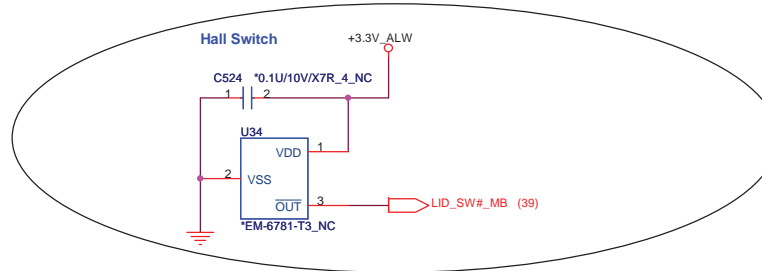 Hall Switch
+3.3V_ALW
C524 *0.1U/10V/X7R_4_NC
1 2
U34
VDD 1
2 VSS
OUT 3
LID_SW#_MB (39)
*EM-6781-T3_NC